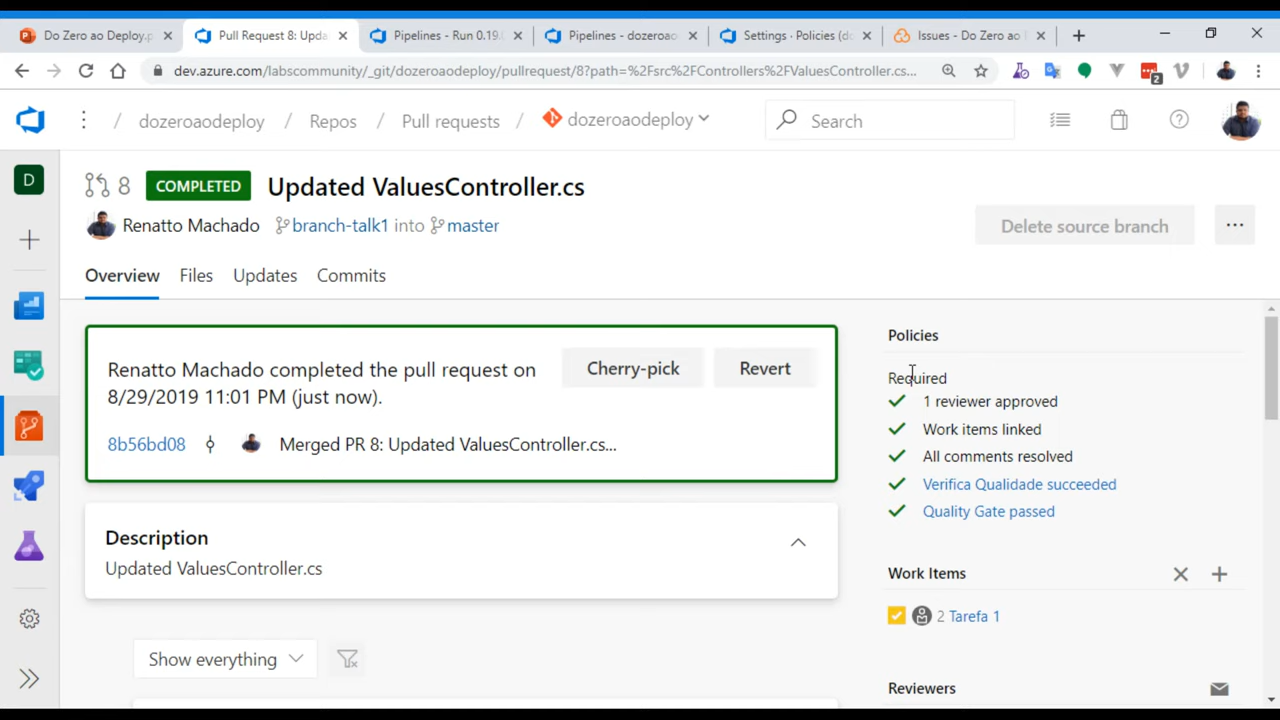 Do Zero ao Deploy.p
Pull Request 8: Upda
Pipelines - Run 0.19.
Pipelines - dozeroao
Settings · Policies (d
Issues - Do Zero ao
dev.azure.com/labscommunity/_git/dozeroaodeploy/pullrequest/8?path=%2Fsrc%2FControllers%2FValuesController.cs...
2
/ dozeroaodeploy / Repos / Pull requests / dozeroaodeploy
Search
D
8 COMPLETED Updated ValuesController.cs
Renatto Machado branch-talk1 into master
Delete source branch
Overview Files Updates Commits
Renatto Machado completed the pull request on
8/29/2019 11:01 PM (just now).
Cherry-pick
Revert
8b56bd08 Merged PR 8: Updated ValuesController.cs...
Description
Updated ValuesController.cs
Show everything
Policies
Required
1 reviewer approved
Work items linked
All comments resolved
Verifica Qualidade succeeded
Quality Gate passed
Work Items
2 Tarefa 1
Reviewers